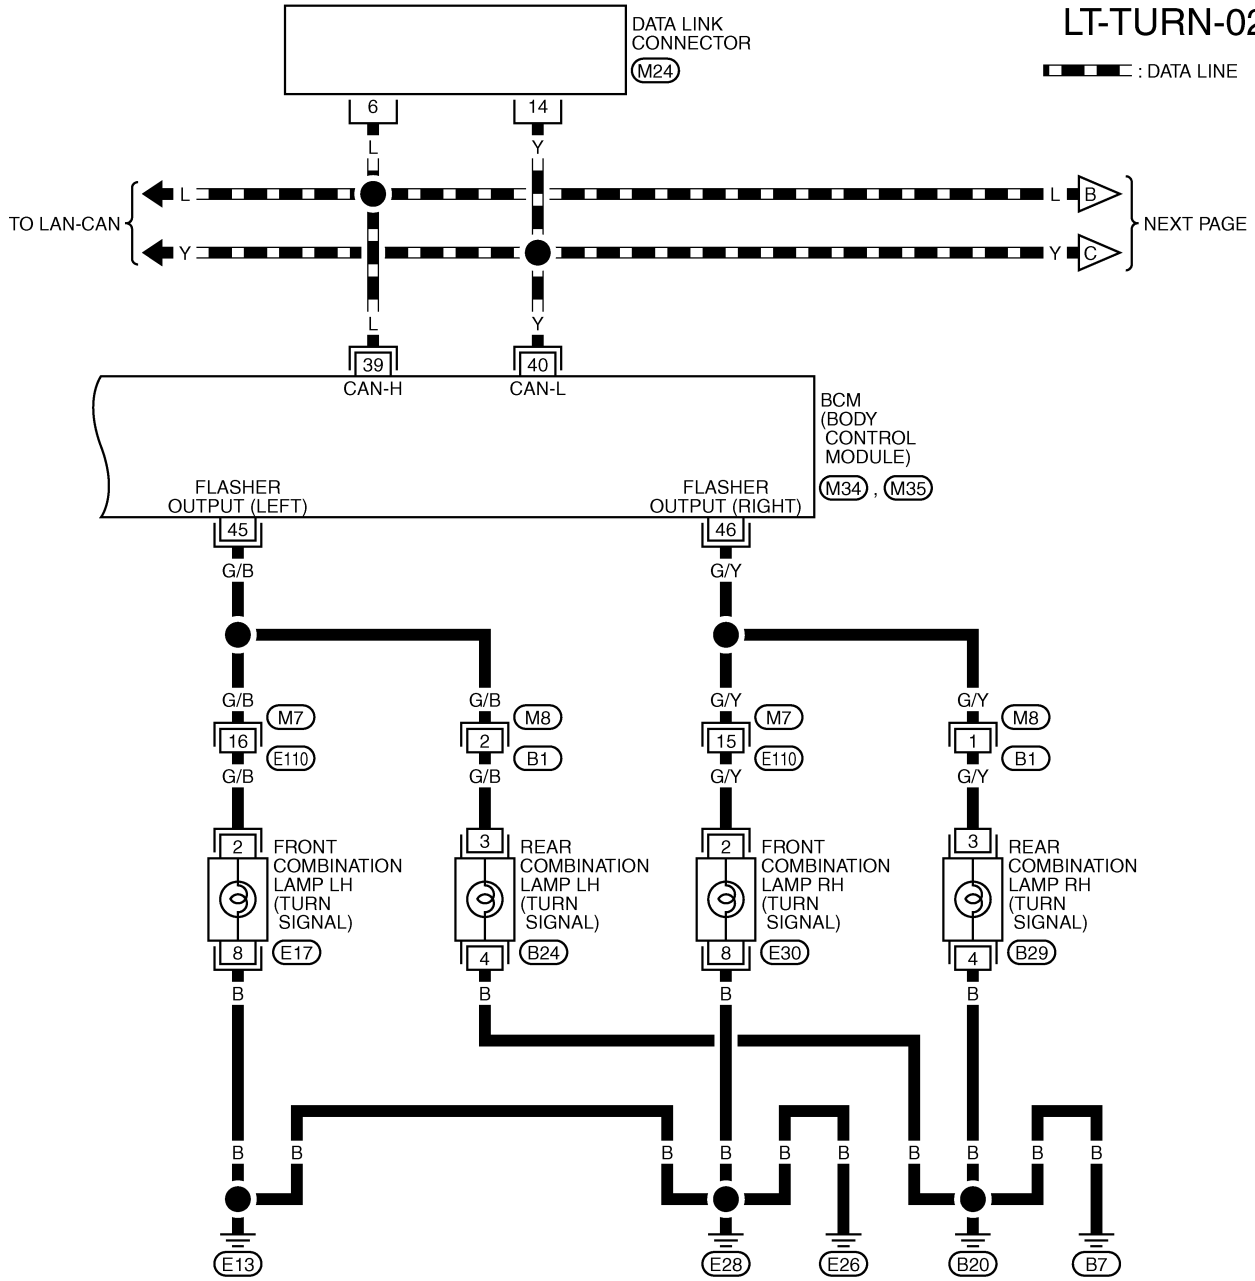 LT-TURN-02
: DATA LINE
DATA LINK
CONNECTOR
M24
6
14
L
Y
TO LAN-CAN
L
L
B
Y
Y
C
NEXT PAGE
L
Y
39
40
CAN-H
CAN-L
BCM
(BODY
CONTROL
MODULE)
M34 , M35
FLASHER
OUTPUT (LEFT)
FLASHER
OUTPUT (RIGHT)
45
46
G/B
G/Y
G/B
G/B
G/Y
G/Y
M7
M8
M7
M8
16
2
15
1
E110
B1
E110
B1
G/B
G/B
G/Y
G/Y
2
3
2
3
FRONT
COMBINATION
LAMP LH
(TURN
SIGNAL)
REAR
COMBINATION
LAMP LH
(TURN
SIGNAL)
FRONT
COMBINATION
LAMP RH
(TURN
SIGNAL)
REAR
COMBINATION
LAMP RH
(TURN
SIGNAL)
8
E17
4
B24
8
E30
4
B29
B
B
B
B
B
B
B
B
B
B
B
B
B
B
E13
E28
E26
B20
B7